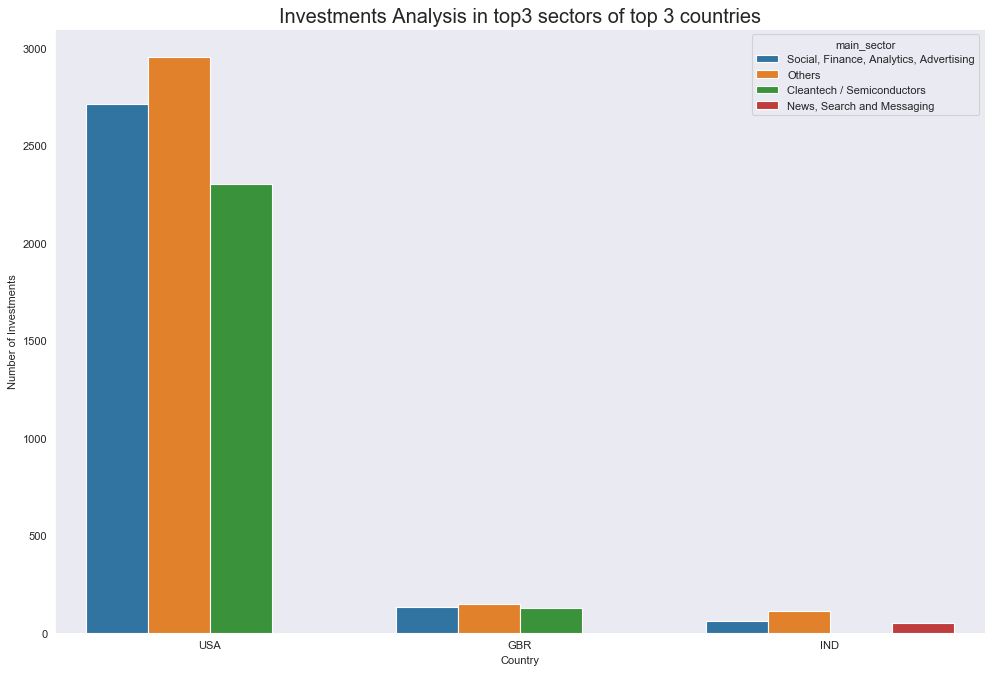 Investments Analysis in top3 sectors of top 3 countries
main_sector
Social, Finance, Analytics, Advertising
Others
Cleantech / Semiconductors
News, Search and Messaging
Number of Investments
3000
2500
2000
1500
1000
500
0
USA
GBR
IND
Country